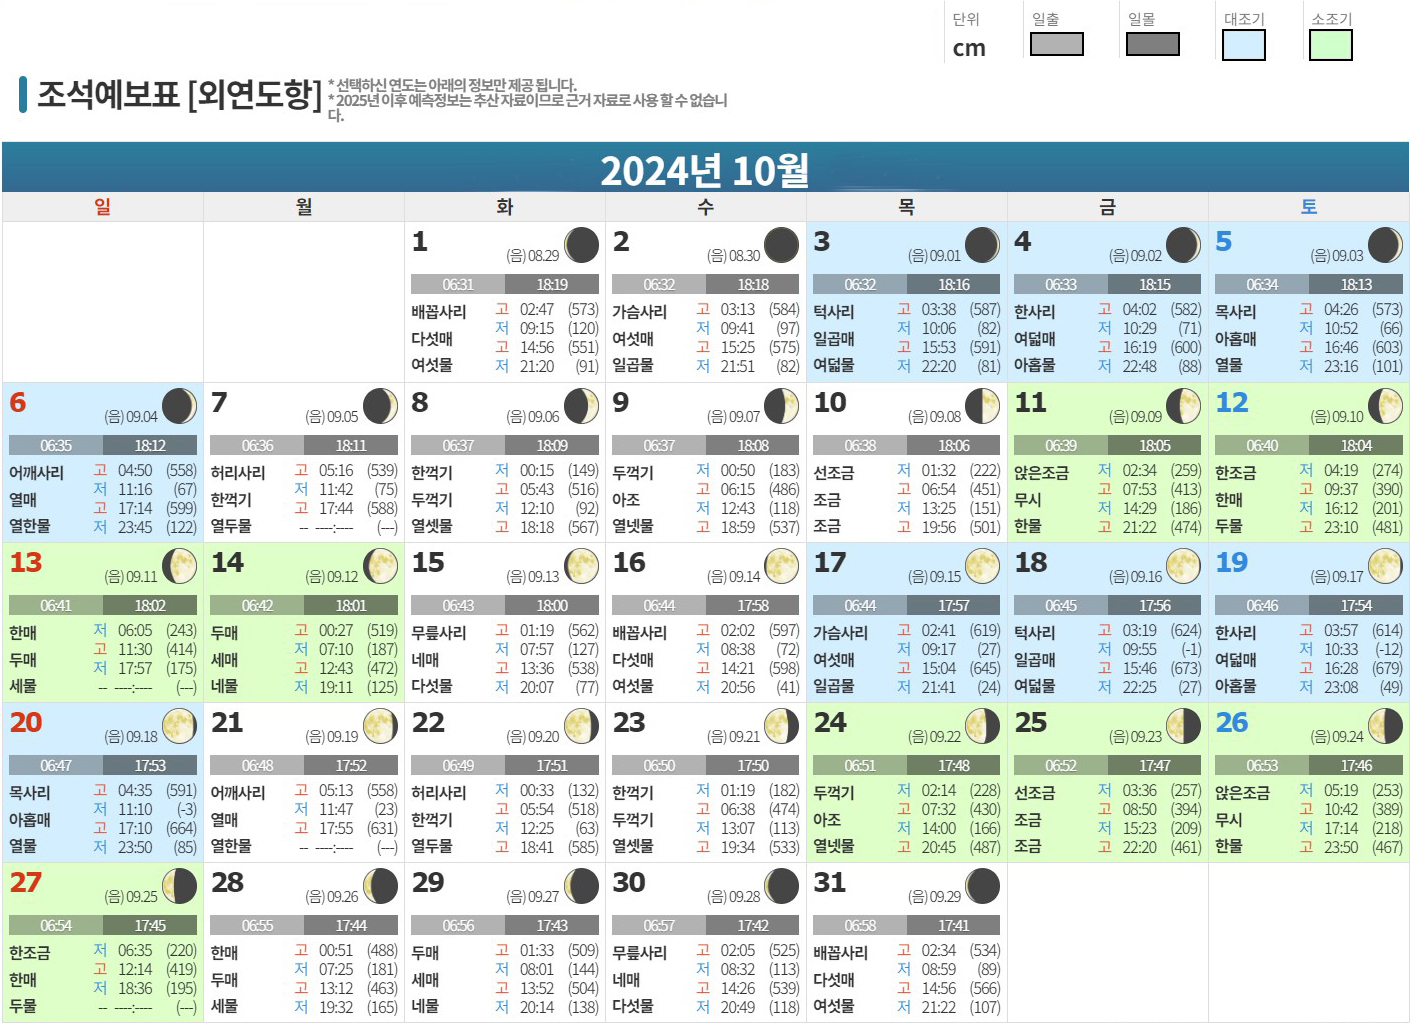 단위 일출 일몰 대조기 소조기
cm
조석예보표 [외연도항]
* 선택하신 연도는 아래의 정보만 제공 됩니다.
* 2025년 이후 예측정보는 추산 자료이므로 근거 자료로 사용 할 수 없습니
다.
2024년 10월
일 월 화 수 목 금 토
1 (음) 08.29
06:31 18:19
배꼽사리 고 02:47 (573)
저 09:15 (120)
다섯매 고 14:56 (551)
여섯물 저 21:20 (91)
2 (음) 08.30
06:32 18:18
가슴사리 고 03:13 (584)
저 09:41 (97)
여섯매 고 15:25 (575)
일곱물 저 21:51 (82)
3 (음) 09.01
06:32 18:16
턱사리 고 03:38 (587)
저 10:06 (82)
일곱매 고 15:53 (591)
여덟물 저 22:20 (81)
4 (음) 09.02
06:33 18:15
한사리 고 04:02 (582)
저 10:29 (71)
여덟매 고 16:19 (600)
아홉물 저 22:48 (88)
5 (음) 09.03
06:34 18:13
목사리 고 04:26 (573)
저 10:52 (66)
아홉매 고 16:46 (603)
열물 저 23:16 (101)
6 (음) 09.04
06:35 18:12
어깨사리 고 04:50 (558)
저 11:16 (67)
열매 고 17:14 (599)
열한물 저 23:45 (122)
7 (음) 09.05
06:36 18:11
허리사리 고 05:16 (539)
저 11:42 (75)
한꺽기 고 17:44 (588)
열두물 -- ----:---- (---)
8 (음) 09.06
06:37 18:09
한꺽기 저 00:15 (149)
고 05:43 (516)
두꺽기 저 12:10 (92)
열셋물 고 18:18 (567)
9 (음) 09.07
06:37 18:08
두꺽기 저 00:50 (183)
고 06:15 (486)
아조 저 12:43 (118)
열넷물 고 18:59 (537)
10 (음) 09.08
06:38 18:06
선조금 저 01:32 (222)
고 06:54 (451)
조금 저 13:25 (151)
조금 고 19:56 (501)
11 (음) 09.09
06:39 18:05
앉은조금 저 02:34 (259)
고 07:53 (413)
무시 저 14:29 (186)
한물 고 21:22 (474)
12 (음) 09.10
06:40 18:04
한조금 저 04:19 (274)
고 09:37 (390)
한매 저 16:12 (201)
두물 고 23:10 (481)
13 (음) 09.11
06:41 18:02
한매 저 06:05 (243)
고 11:30 (414)
두매 저 17:57 (175)
세물 -- ----:---- (---)
14 (음) 09.12
06:42 18:01
두매 고 00:27 (519)
저 07:10 (187)
세매 고 12:43 (472)
네물 저 19:11 (125)
15 (음) 09.13
06:43 18:00
무릎사리 고 01:19 (562)
저 07:57 (127)
네매 고 13:36 (538)
다섯물 저 20:07 (77)
16 (음) 09.14
06:44 17:58
배꼽사리 고 02:02 (597)
저 08:38 (72)
다섯매 고 14:21 (598)
여섯물 저 20:56 (41)
17 (음) 09.15
06:44 17:57
가슴사리 고 02:41 (619)
저 09:17 (27)
여섯매 고 15:04 (645)
일곱물 저 21:41 (24)
18 (음) 09.16
06:45 17:56
턱사리 고 03:19 (624)
저 09:55 (-1)
일곱매 고 15:46 (673)
여덟물 저 22:25 (27)
19 (음) 09.17
06:46 17:54
한사리 고 03:57 (614)
저 10:33 (-12)
여덟매 고 16:28 (679)
아홉물 저 23:08 (49)
20 (음) 09.18
06:47 17:53
목사리 고 04:35 (591)
저 11:10 (-3)
아홉매 고 17:10 (664)
열물 저 23:50 (85)
21 (음) 09.19
06:48 17:52
어깨사리 고 05:13 (558)
저 11:47 (23)
열매 고 17:55 (631)
열한물 -- ----:---- (---)
22 (음) 09.20
06:49 17:51
허리사리 저 00:33 (132)
고 05:54 (518)
한꺽기 저 12:25 (63)
열두물 고 18:41 (585)
23 (음) 09.21
06:50 17:50
한꺽기 저 01:19 (182)
고 06:38 (474)
두꺽기 저 13:07 (113)
열셋물 고 19:34 (533)
24 (음) 09.22
06:51 17:48
두꺽기 저 02:14 (228)
고 07:32 (430)
아조 저 14:00 (166)
열넷물 고 20:45 (487)
25 (음) 09.23
06:52 17:47
선조금 저 03:36 (257)
고 08:50 (394)
조금 저 15:23 (209)
조금 고 22:20 (461)
26 (음) 09.24
06:53 17:46
앉은조금 저 05:19 (253)
고 10:42 (389)
무시 저 17:14 (218)
한물 고 23:50 (467)
27 (음) 09.25
06:54 17:45
한조금 저 06:35 (220)
고 12:14 (419)
한매 저 18:36 (195)
두물 -- ----:---- (---)
28 (음) 09.26
06:55 17:44
한매 고 00:51 (488)
저 07:25 (181)
두매 고 13:12 (463)
세물 저 19:32 (165)
29 (음) 09.27
06:56 17:43
두매 고 01:33 (509)
저 08:01 (144)
세매 고 13:52 (504)
네물 저 20:14 (138)
30 (음) 09.28
06:57 17:42
무릎사리 고 02:05 (525)
저 08:32 (113)
네매 고 14:26 (539)
다섯물 저 20:49 (118)
31 (음) 09.29
06:58 17:41
배꼽사리 고 02:34 (534)
저 08:59 (89)
다섯매 고 14:56 (566)
여섯물 저 21:22 (107)